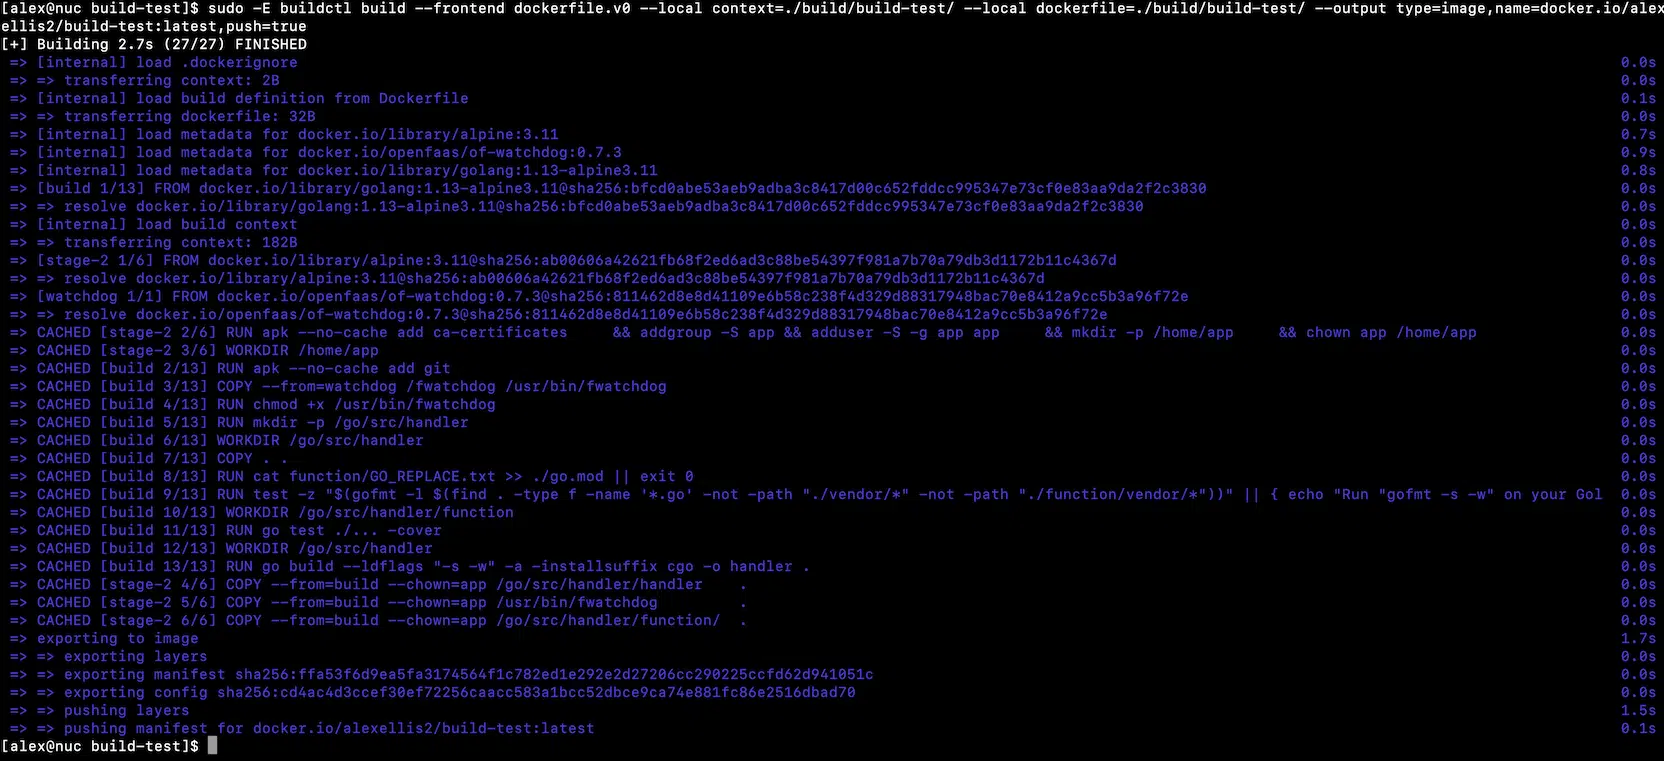 [alex@nuc build-test]$ sudo -E buildctl build --frontend dockerfile.v0 --local context=./build/build-test/ --local dockerfile=./build/build-test/ --output type=image,name=docker.io/alex
ellis2/build-test:latest,push=true
[+] Building 2.7s (27/27) FINISHED
=> [internal] load .dockerignore 0.0s
=> => transferring context: 2B 0.0s
=> [internal] load build definition from Dockerfile 0.1s
=> => transferring dockerfile: 32B 0.0s
=> [internal] load metadata for docker.io/library/alpine:3.11 0.7s
=> [internal] load metadata for docker.io/openfaas/of-watchdog:0.7.3 0.9s
=> [internal] load metadata for docker.io/library/golang:1.13-alpine3.11 0.8s
=> [build 1/13] FROM docker.io/library/golang:1.13-alpine3.11@sha256:bfcd0abe53aeb9adba3c8417d00c652fddcc995347e73cf0e83aa9da2f2c3830 0.0s
=> => resolve docker.io/library/golang:1.13-alpine3.11@sha256:bfcd0abe53aeb9adba3c8417d00c652fddcc995347e73cf0e83aa9da2f2c3830 0.0s
=> [internal] load build context 0.0s
=> => transferring context: 182B 0.0s
=> [stage-2 1/6] FROM docker.io/library/alpine:3.11@sha256:ab00606a42621fb68f2ed6ad3c88be54397f981a7b70a79db3d1172b11c4367d 0.0s
=> => resolve docker.io/library/alpine:3.11@sha256:ab00606a42621fb68f2ed6ad3c88be54397f981a7b70a79db3d1172b11c4367d 0.0s
=> [watchdog 1/1] FROM docker.io/openfaas/of-watchdog:0.7.3@sha256:811462d8e8d41109e6b58c238f4d329d88317948bac70e8412a9cc5b3a96f72e 0.0s
=> => resolve docker.io/openfaas/of-watchdog:0.7.3@sha256:811462d8e8d41109e6b58c238f4d329d88317948bac70e8412a9cc5b3a96f72e 0.0s
=> CACHED [stage-2 2/6] RUN apk --no-cache add ca-certificates     && addgroup -S app && adduser -S -g app app     && mkdir -p /home/app     && chown app /home/app 0.0s
=> CACHED [stage-2 3/6] WORKDIR /home/app 0.0s
=> CACHED [build 2/13] RUN apk --no-cache add git 0.0s
=> CACHED [build 3/13] COPY --from=watchdog /fwatchdog /usr/bin/fwatchdog 0.0s
=> CACHED [build 4/13] RUN chmod +x /usr/bin/fwatchdog 0.0s
=> CACHED [build 5/13] RUN mkdir -p /go/src/handler 0.0s
=> CACHED [build 6/13] WORKDIR /go/src/handler 0.0s
=> CACHED [build 7/13] COPY . . 0.0s
=> CACHED [build 8/13] RUN cat function/GO_REPLACE.txt >> ./go.mod || exit 0 0.0s
=> CACHED [build 9/13] RUN test -z "$(gofmt -l $(find . -type f -name '*.go' -not -path "./vendor/*" -not -path "./function/vendor/*"))" || { echo "Run "gofmt -s -w" on your Gol 0.0s
=> CACHED [build 10/13] WORKDIR /go/src/handler/function 0.0s
=> CACHED [build 11/13] RUN go test ./... -cover 0.0s
=> CACHED [build 12/13] WORKDIR /go/src/handler 0.0s
=> CACHED [build 13/13] RUN go build --ldflags "-s -w" -a -installsuffix cgo -o handler . 0.0s
=> CACHED [stage-2 4/6] COPY --from=build --chown=app /go/src/handler/handler    . 0.0s
=> CACHED [stage-2 5/6] COPY --from=build --chown=app /usr/bin/fwatchdog         . 0.0s
=> CACHED [stage-2 6/6] COPY --from=build --chown=app /go/src/handler/function/  . 0.0s
=> exporting to image 1.7s
=> => exporting layers 0.0s
=> => exporting manifest sha256:ffa53f6d9ea5fa3174564f1c782ed1e292e2d27206cc290225ccfd62d941051c 0.0s
=> => exporting config sha256:cd4ac4d3ccef30ef72256caacc583a1bcc52dbce9ca74e881fc86e2516dbad70 0.0s
=> => pushing layers 1.5s
=> => pushing manifest for docker.io/alexellis2/build-test:latest 0.1s
[alex@nuc build-test]$